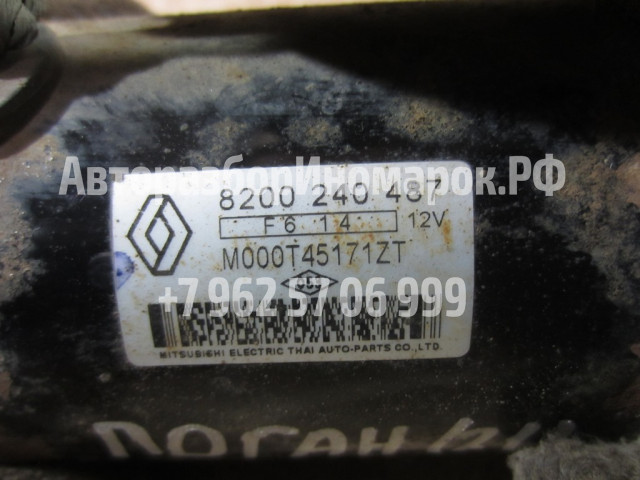 АвторазборИномарок.РФ
8200 240 487
F6 14 12V
M000T45171ZT
+7 962 57 06 999
MITSUBISHI ELECTRIC THAI AUTO-PARTS CO., LTD.
ЛОГАН